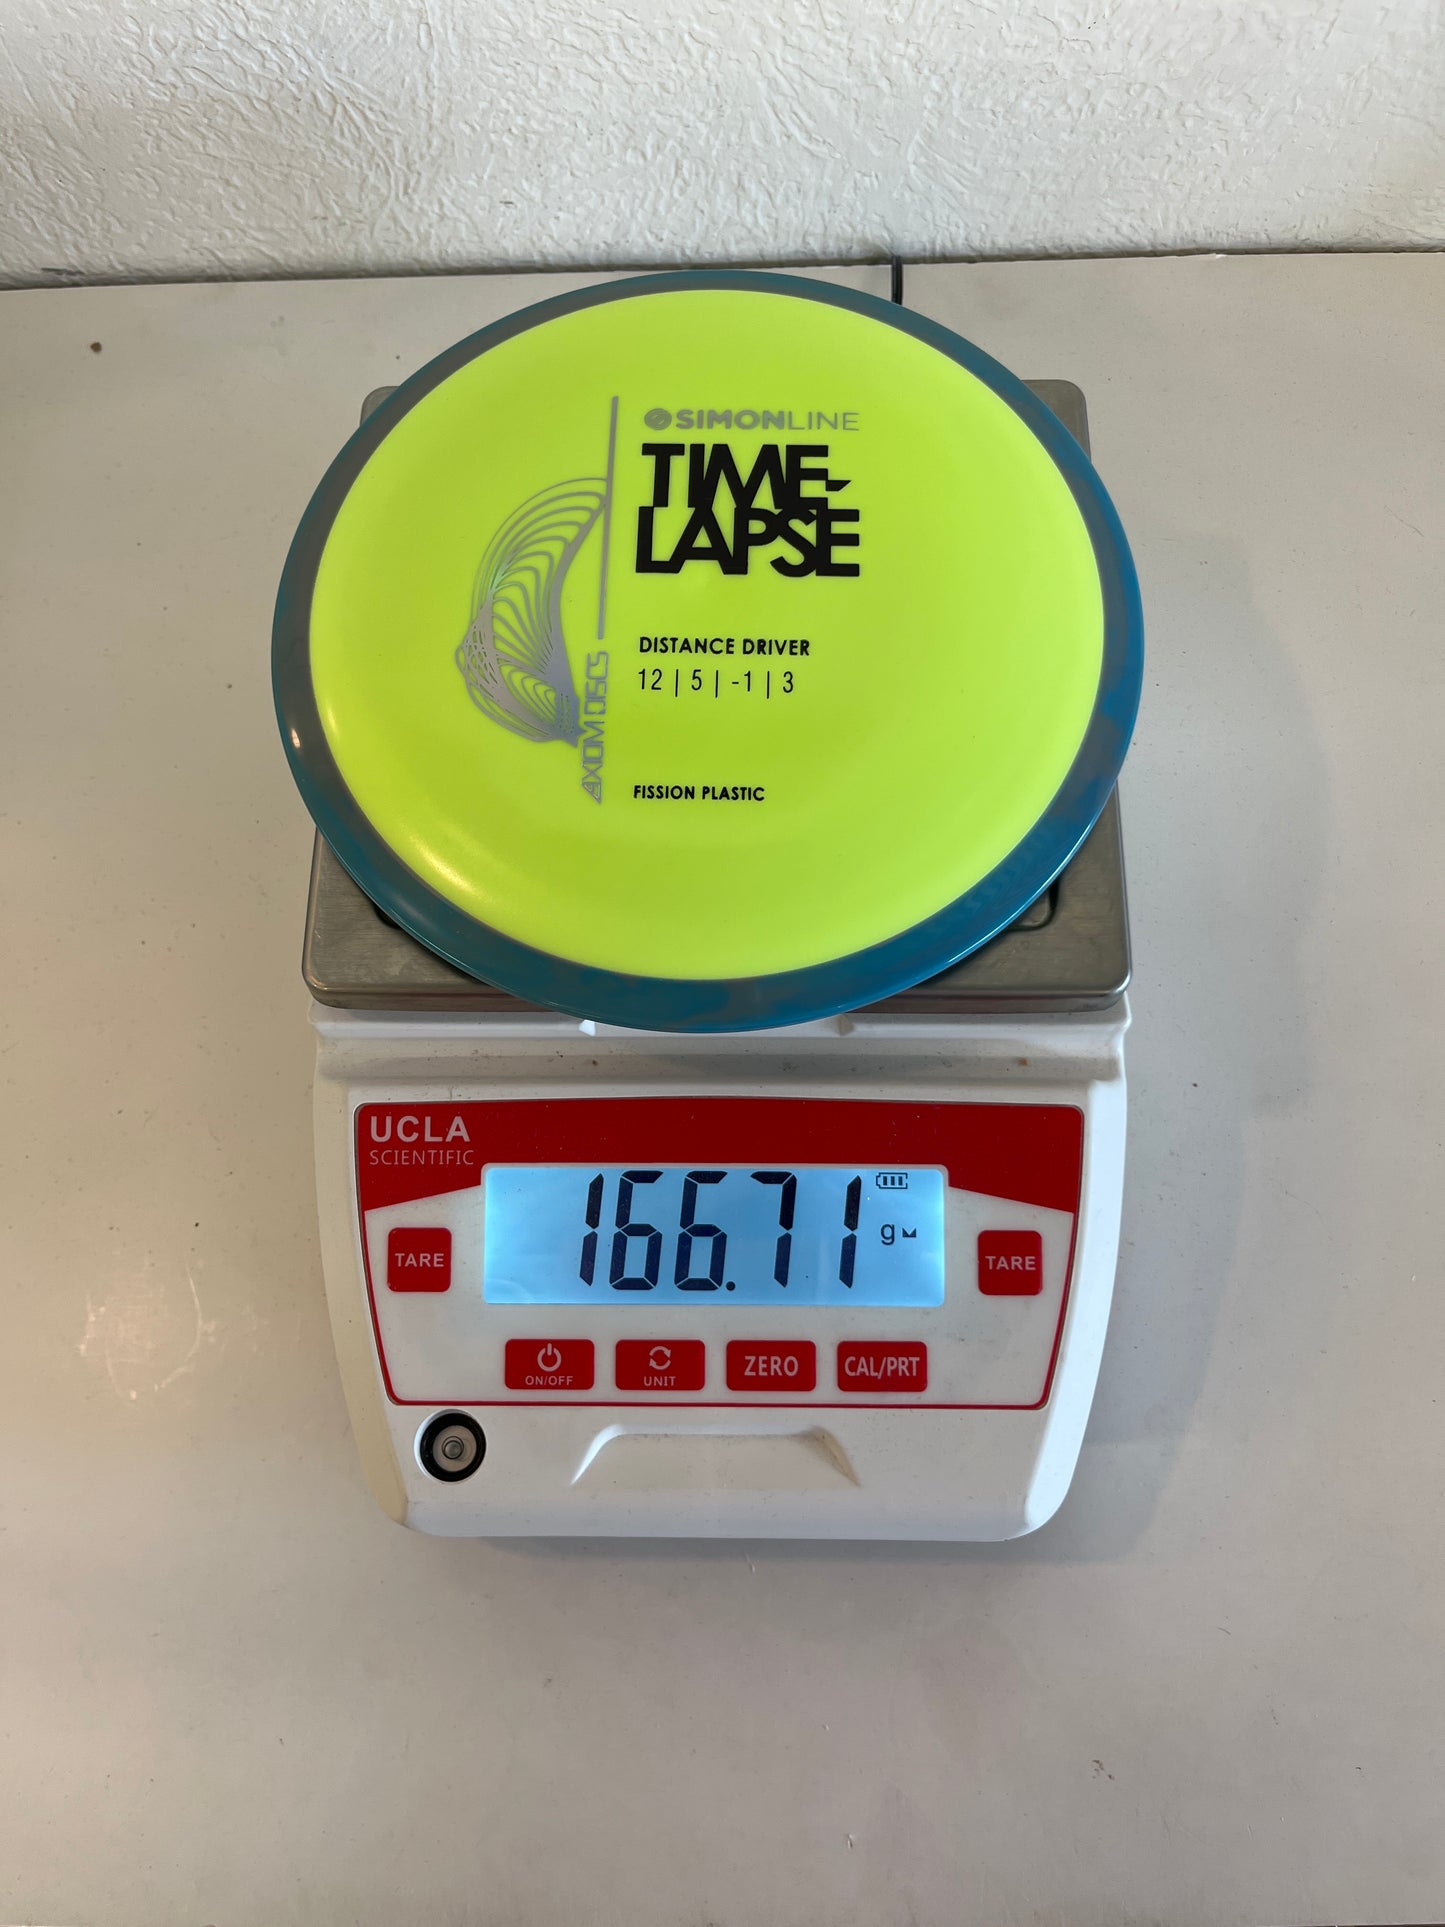 SIMONLINE
TIME-
LAPSE
DISTANCE DRIVER
12 | 5 | -1 | 3
AXIOM DISCS
FISSION PLASTIC
UCLA
SCIENTIFIC
166.71 g
TARE
TARE
ON/OFF
UNIT
ZERO
CAL/PRT